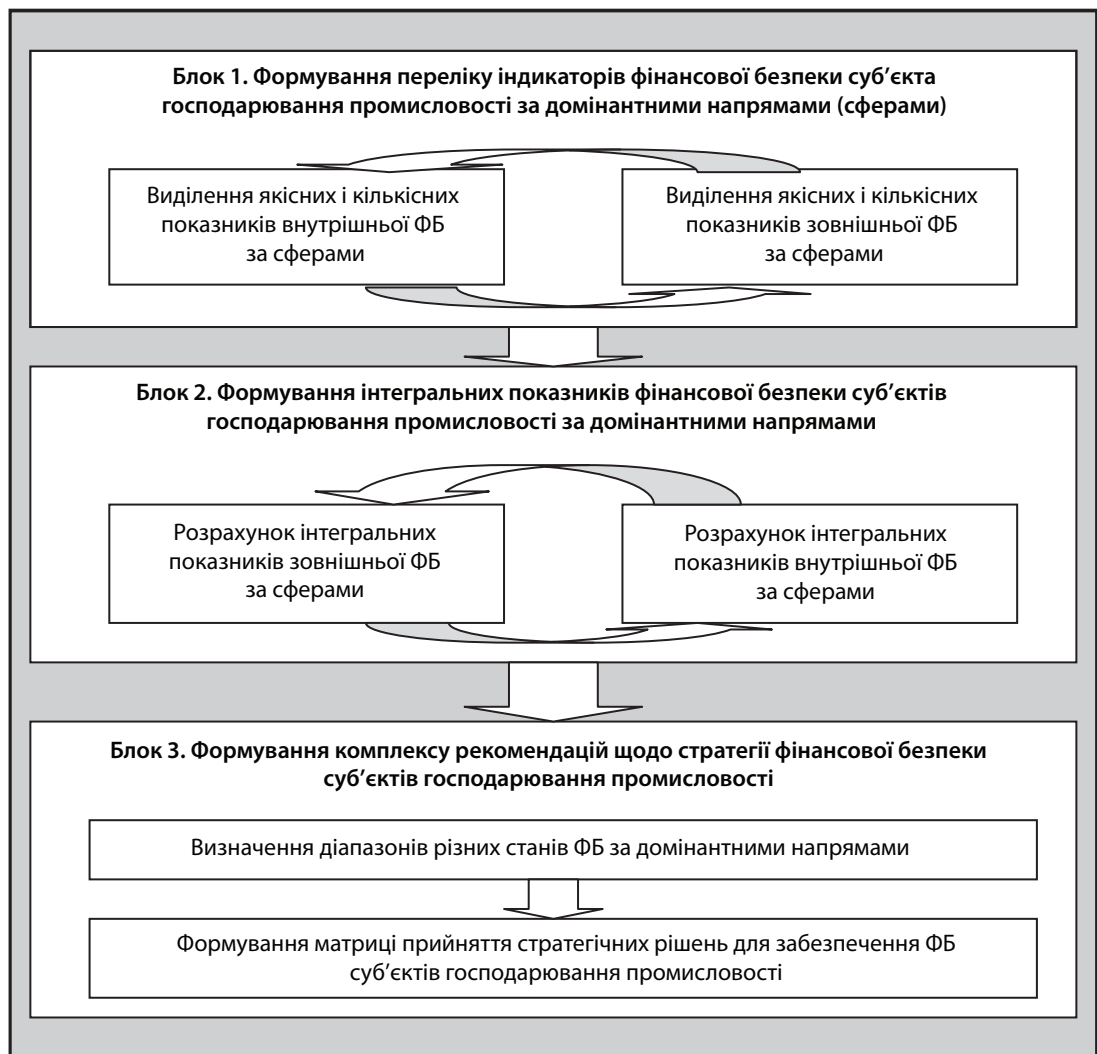 Блок 1. Формування переліку індикаторів фінансової безпеки суб’єкта
господарювання промисловості за домінантними напрямами (сферами)
Виділення якісних і кількісних
показників внутрішньої ФБ
за сферами
Виділення якісних і кількісних
показників зовнішньої ФБ
за сферами
Блок 2. Формування інтегральних показників фінансової безпеки суб’єктів
господарювання промисловості за домінантними напрямами
Розрахунок інтегральних
показників зовнішньої ФБ
за сферами
Розрахунок інтегральних
показників внутрішньої ФБ
за сферами
Блок 3. Формування комплексу рекомендацій щодо стратегії фінансової безпеки
суб’єктів господарювання промисловості
Визначення діапазонів різних станів ФБ за домінантними напрямами
Формування матриці прийняття стратегічних рішень для забезпечення ФБ
суб’єктів господарювання промисловості